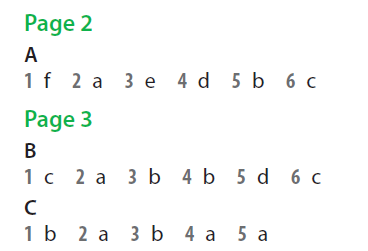 Page 2
A
1 f 2 a 3 e 4 d 5 b 6 c
Page 3
B
1 c 2 a 3 b 4 b 5 d 6 c
C
1 b 2 a 3 b 4 a 5 a